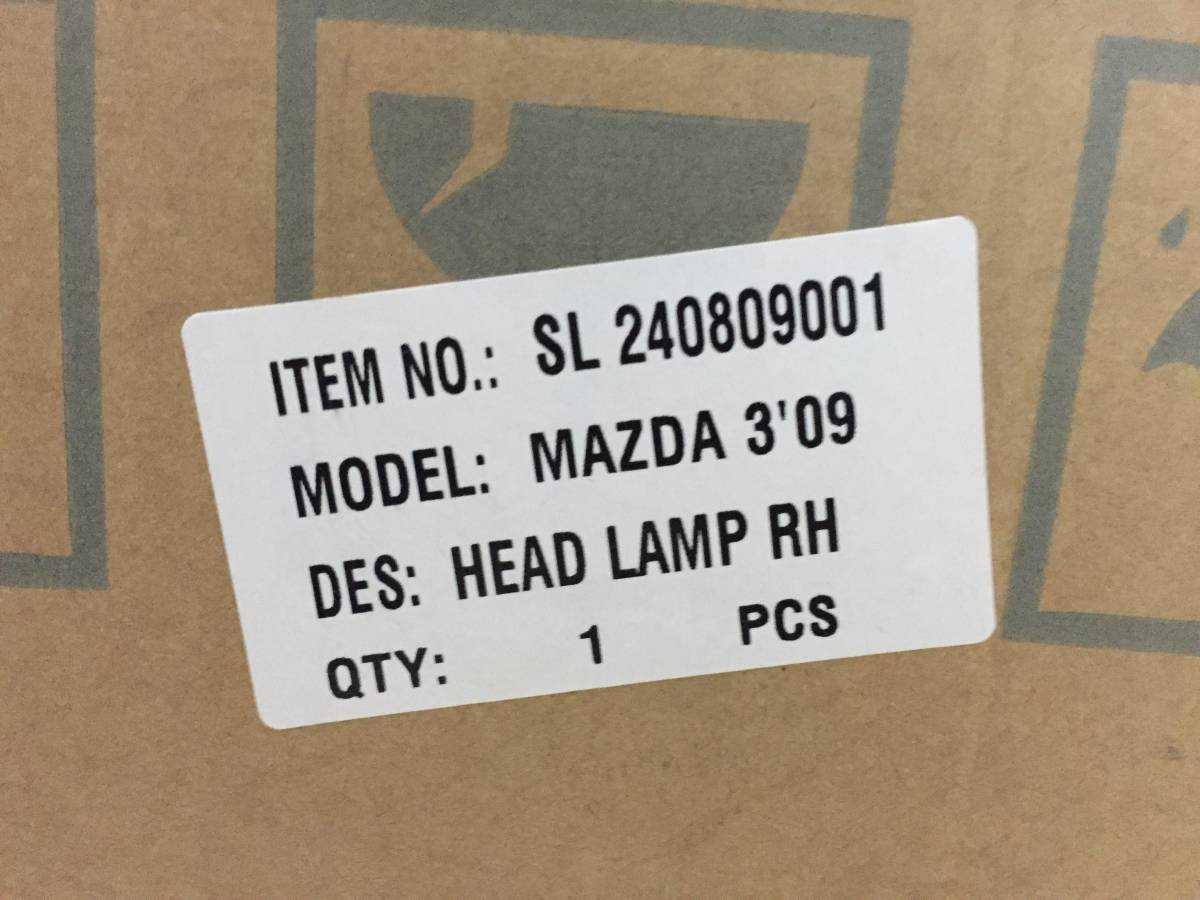 ITEM NO.: SL 240809001
MODEL: MAZDA 3'09
DES: HEAD LAMP RH
QTY: 1 PCS